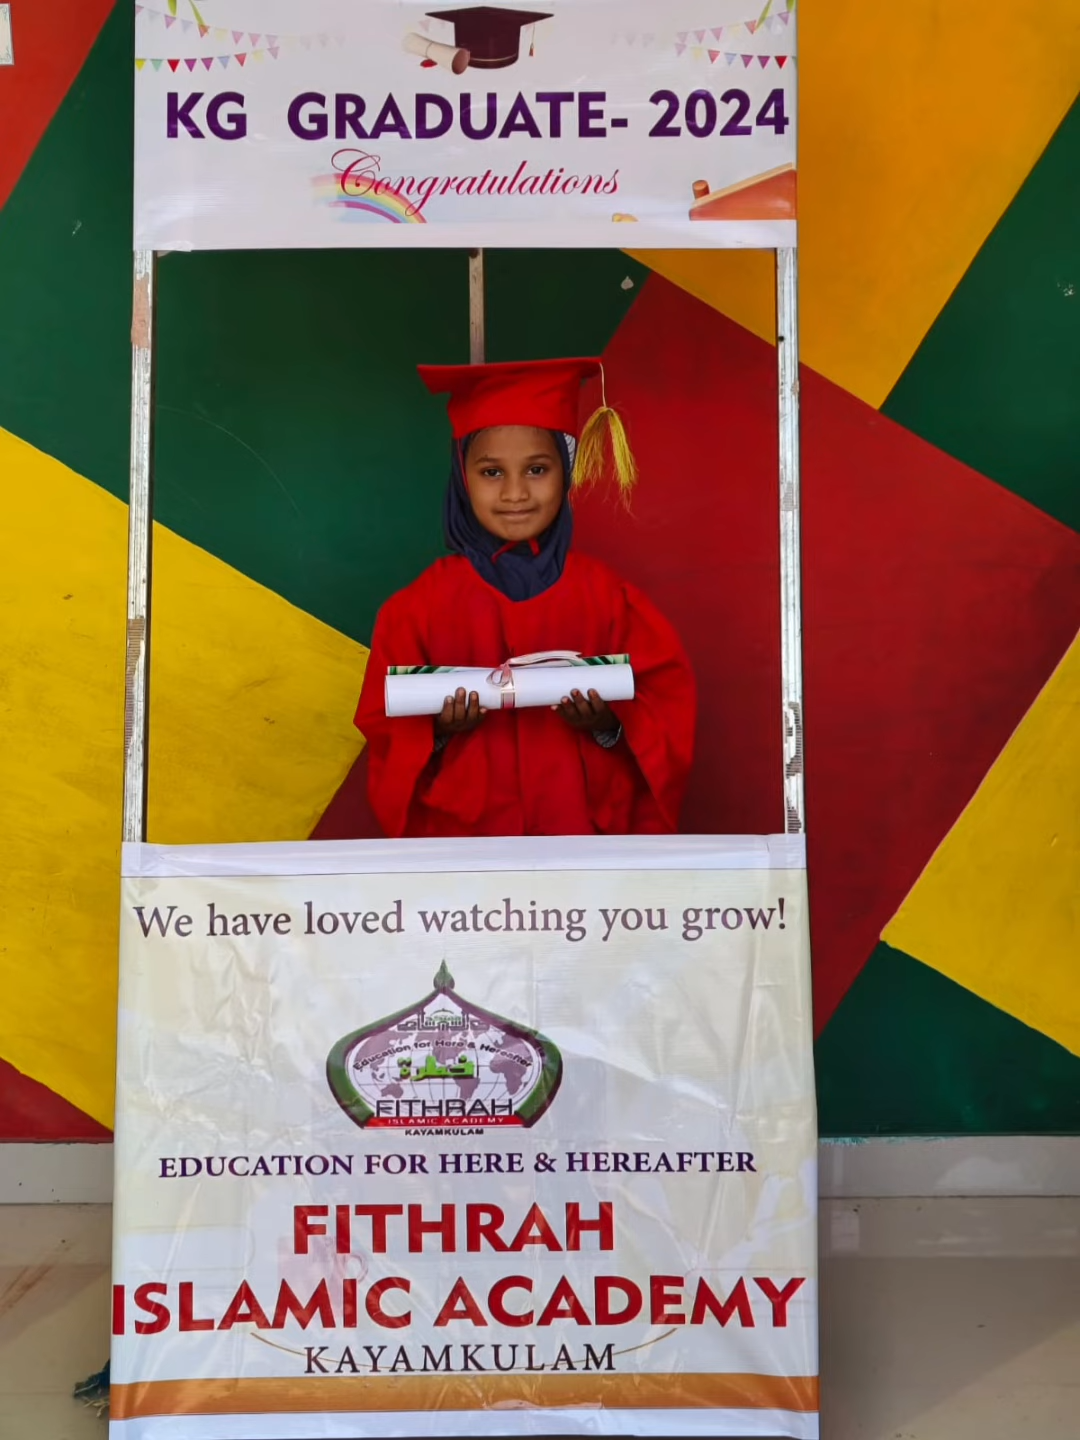 KG GRADUATE- 2024
Congratulations
We have loved watching you grow!
Education for Here & Hereafter
FITHRAH
ISLAMIC ACADEMY
KAYAMKULAM
EDUCATION FOR HERE & HEREAFTER
FITHRAH
ISLAMIC ACADEMY
KAYAMKULAM